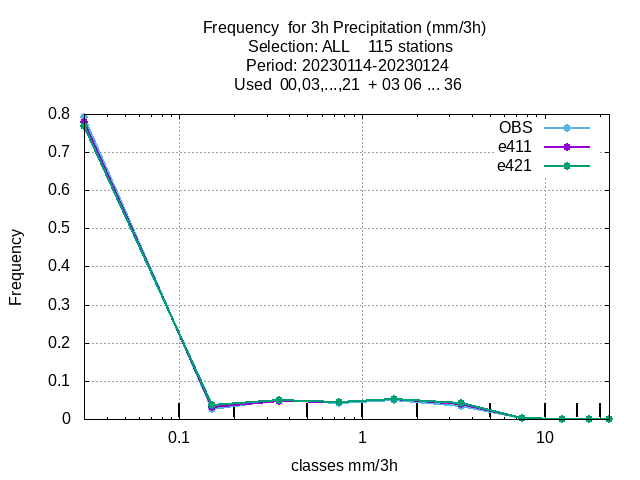 Frequency  for 3h Precipitation (mm/3h)
Selection: ALL    115 stations
Period: 20230114-20230124
Used  00,03,...,21  + 03 06 ... 36
0.8
0.7
0.6
0.5
0.4
0.3
0.2
0.1
0
Frequency
OBS
e411
e421
0.1 1 10
classes mm/3h